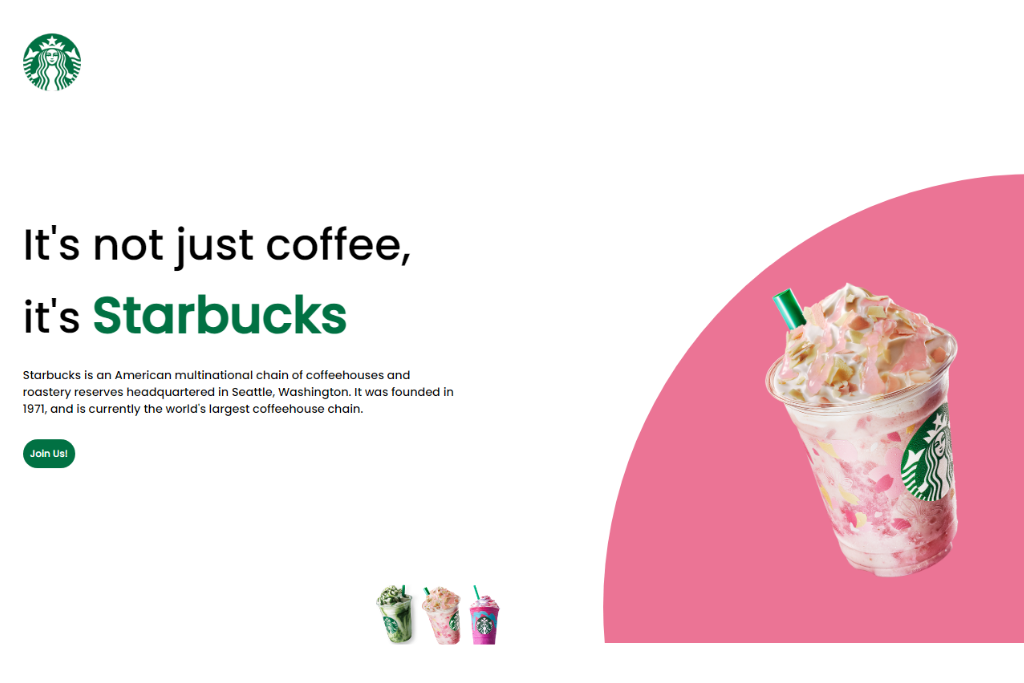 It's not just coffee,
it's Starbucks
Starbucks is an American multinational chain of coffeehouses and
roastery reserves headquartered in Seattle, Washington. It was founded in
1971, and is currently the world's largest coffeehouse chain.
Join Us!